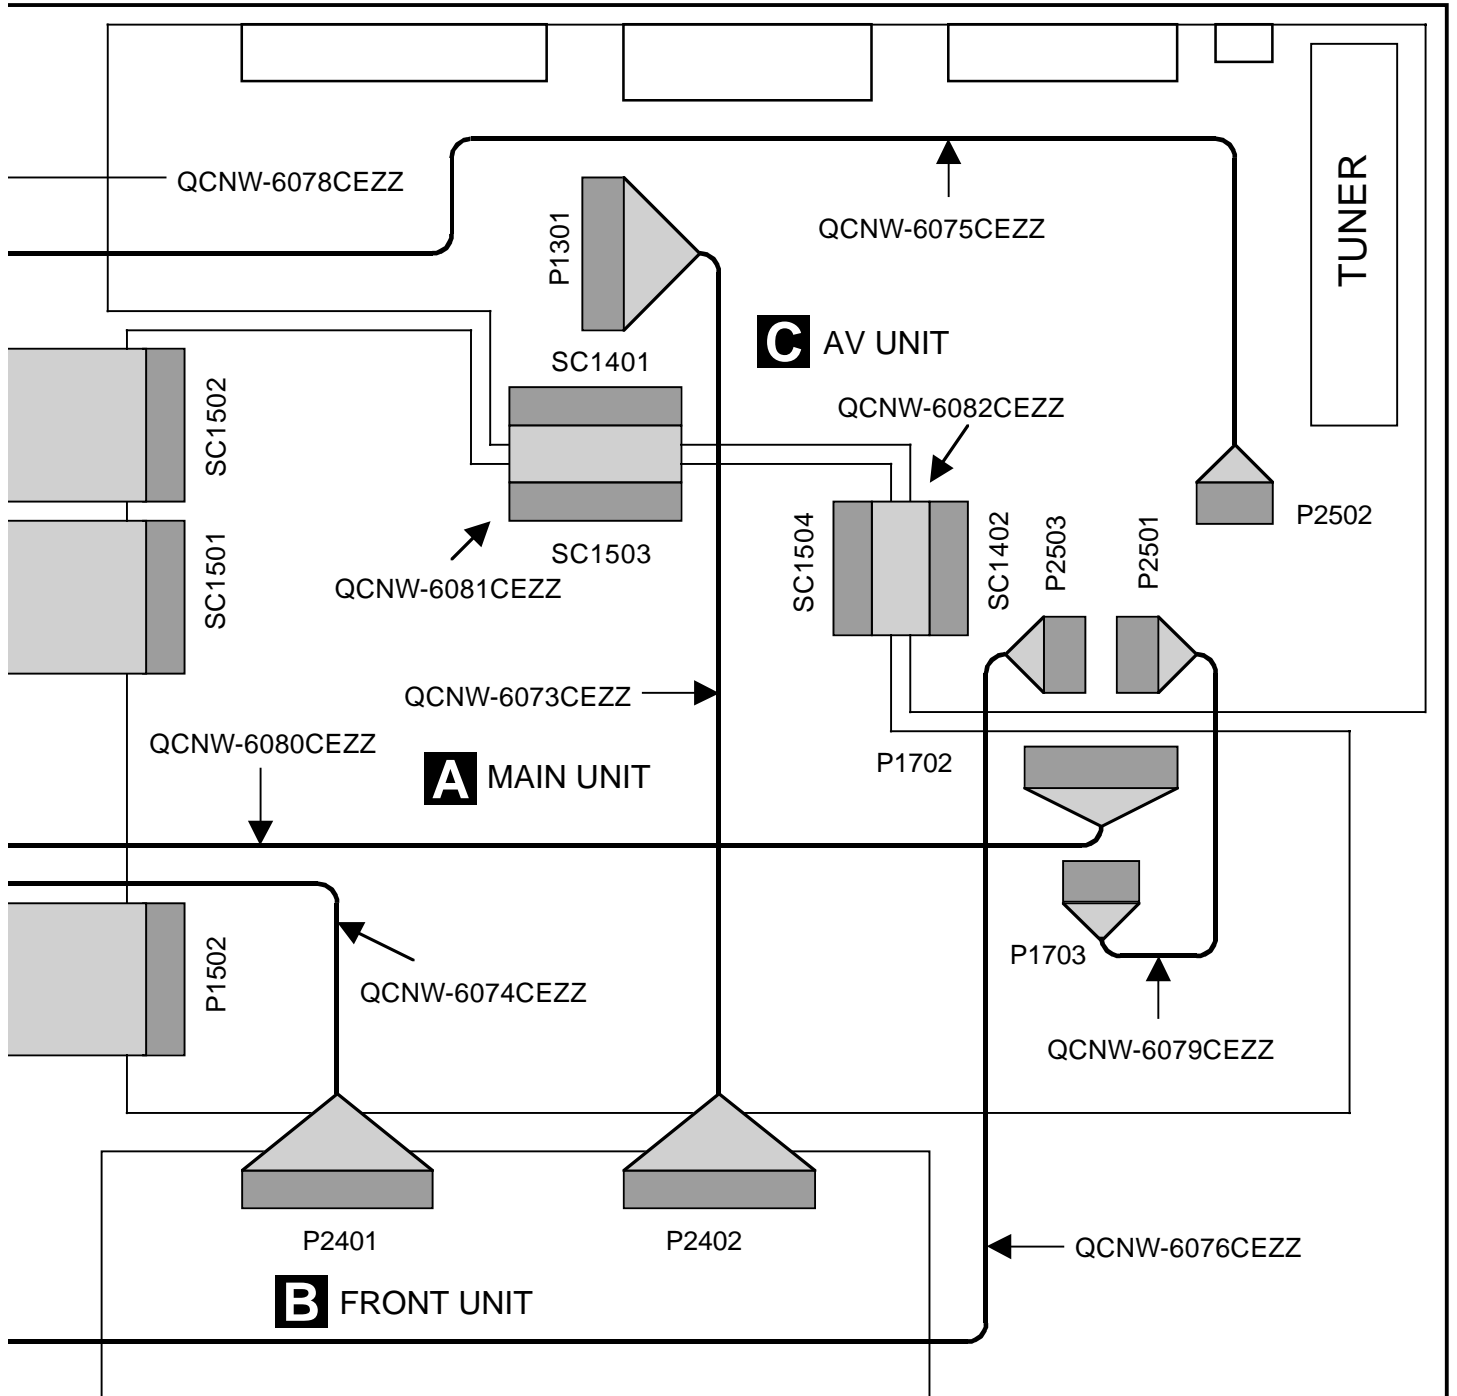 QCNW-6078CEZZ
P1301
QCNW-6075CEZZ
TUNER
C AV UNIT
SC1401
SC1502
QCNW-6082CEZZ
P2502
SC1503
SC1504
SC1402
P2503
P2501
SC1501
QCNW-6081CEZZ
QCNW-6073CEZZ
QCNW-6080CEZZ
P1702
A MAIN UNIT
P1502
P1703
QCNW-6074CEZZ
QCNW-6079CEZZ
P2401
P2402
QCNW-6076CEZZ
B FRONT UNIT